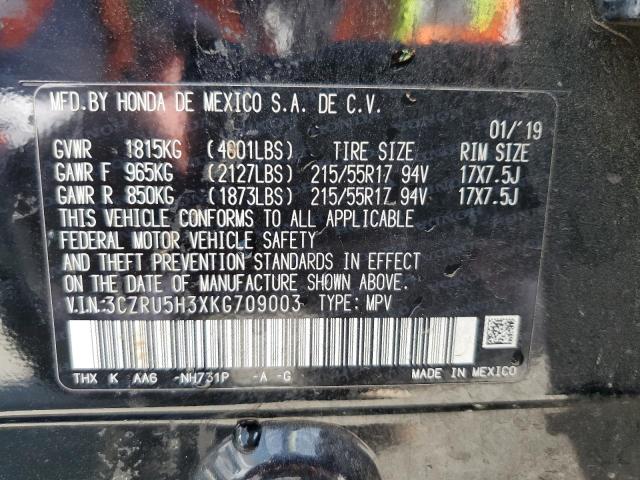 MFD.BY HONDA DE MEXICO S.A. DE C.V.
01/'19
GVWR 1815KG (4001LBS) TIRE SIZE RIM SIZE
GAWR F 965KG (2127LBS) 215/55R17 94V 17X7.5J
GAWR R 850KG (1873LBS) 215/55R17 94V 17X7.5J
THIS VEHICLE CONFORMS TO ALL APPLICABLE
FEDERAL MOTOR VEHICLE SAFETY
AND THEFT PREVENTION STANDARDS IN EFFECT
ON THE DATE OF MANUFACTURE SHOWN ABOVE.
V.I.N:3CZRU5H3XKG709003 TYPE: MPV
THX K AA6 -NH731P -A -G MADE IN MEXICO